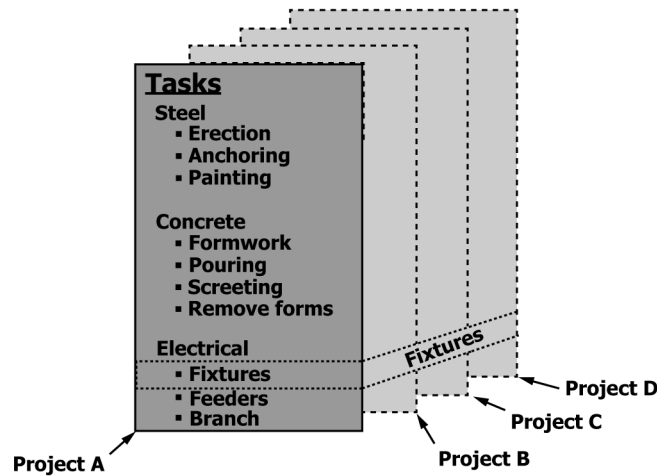 Tasks
Steel
▪ Erection
▪ Anchoring
▪ Painting
Concrete
▪ Formwork
▪ Pouring
▪ Screeting
▪ Remove forms
Electrical
▪ Fixtures
▪ Feeders
▪ Branch
Fixtures
Project A
Project B
Project C
Project D